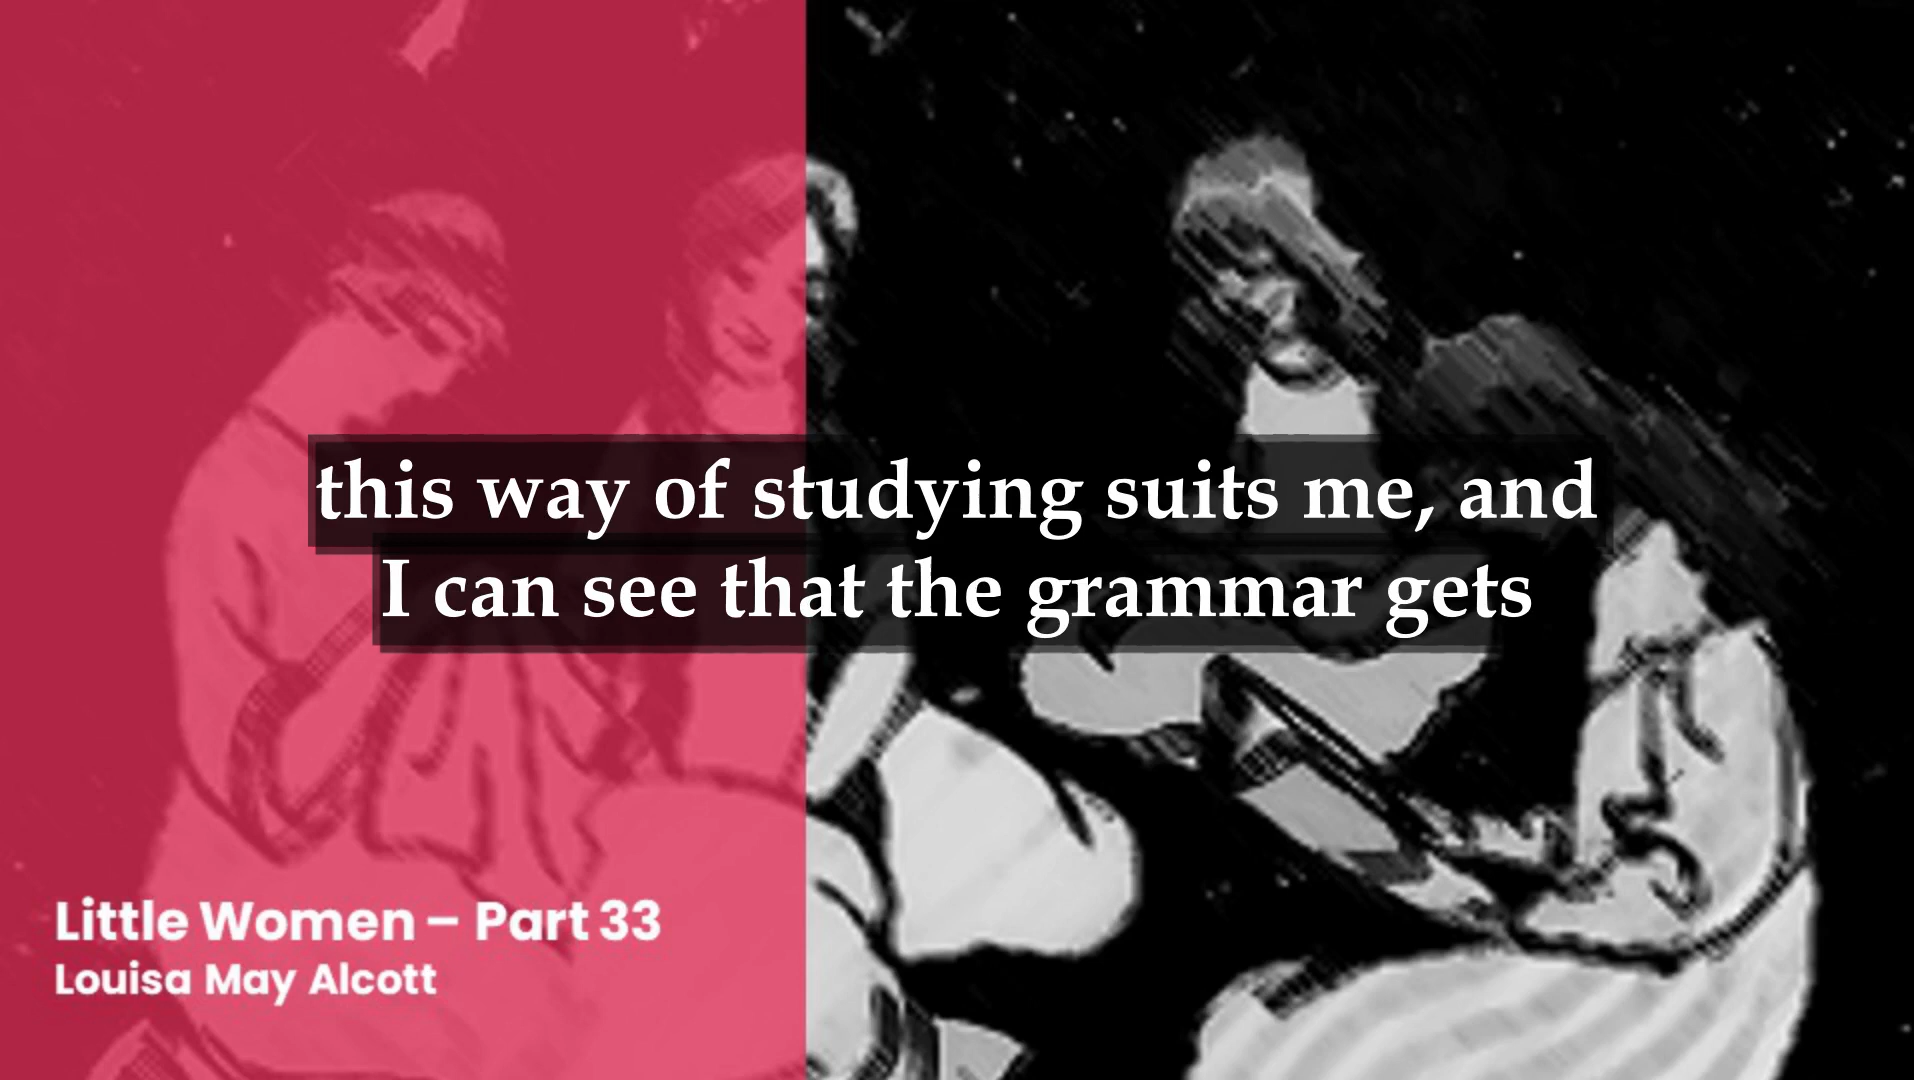 this way of studying suits me, and
I can see that the grammar gets
Little Women – Part 33
Louisa May Alcott